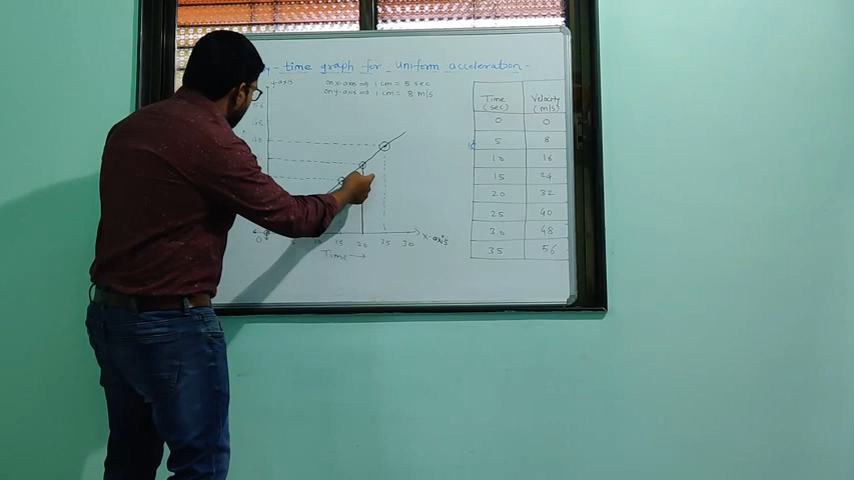 - time graph for uniform acceleration -
on x-axis ⇒ 1 cm = 5 sec
on y-axis ⇒ 1 cm = 8 m/s
Time (sec) Velocity (m/s)
0 0
5 8
10 16
15 24
20 32
25 40
30 48
35 56
0 15 20 25 30
X-axis
Time →